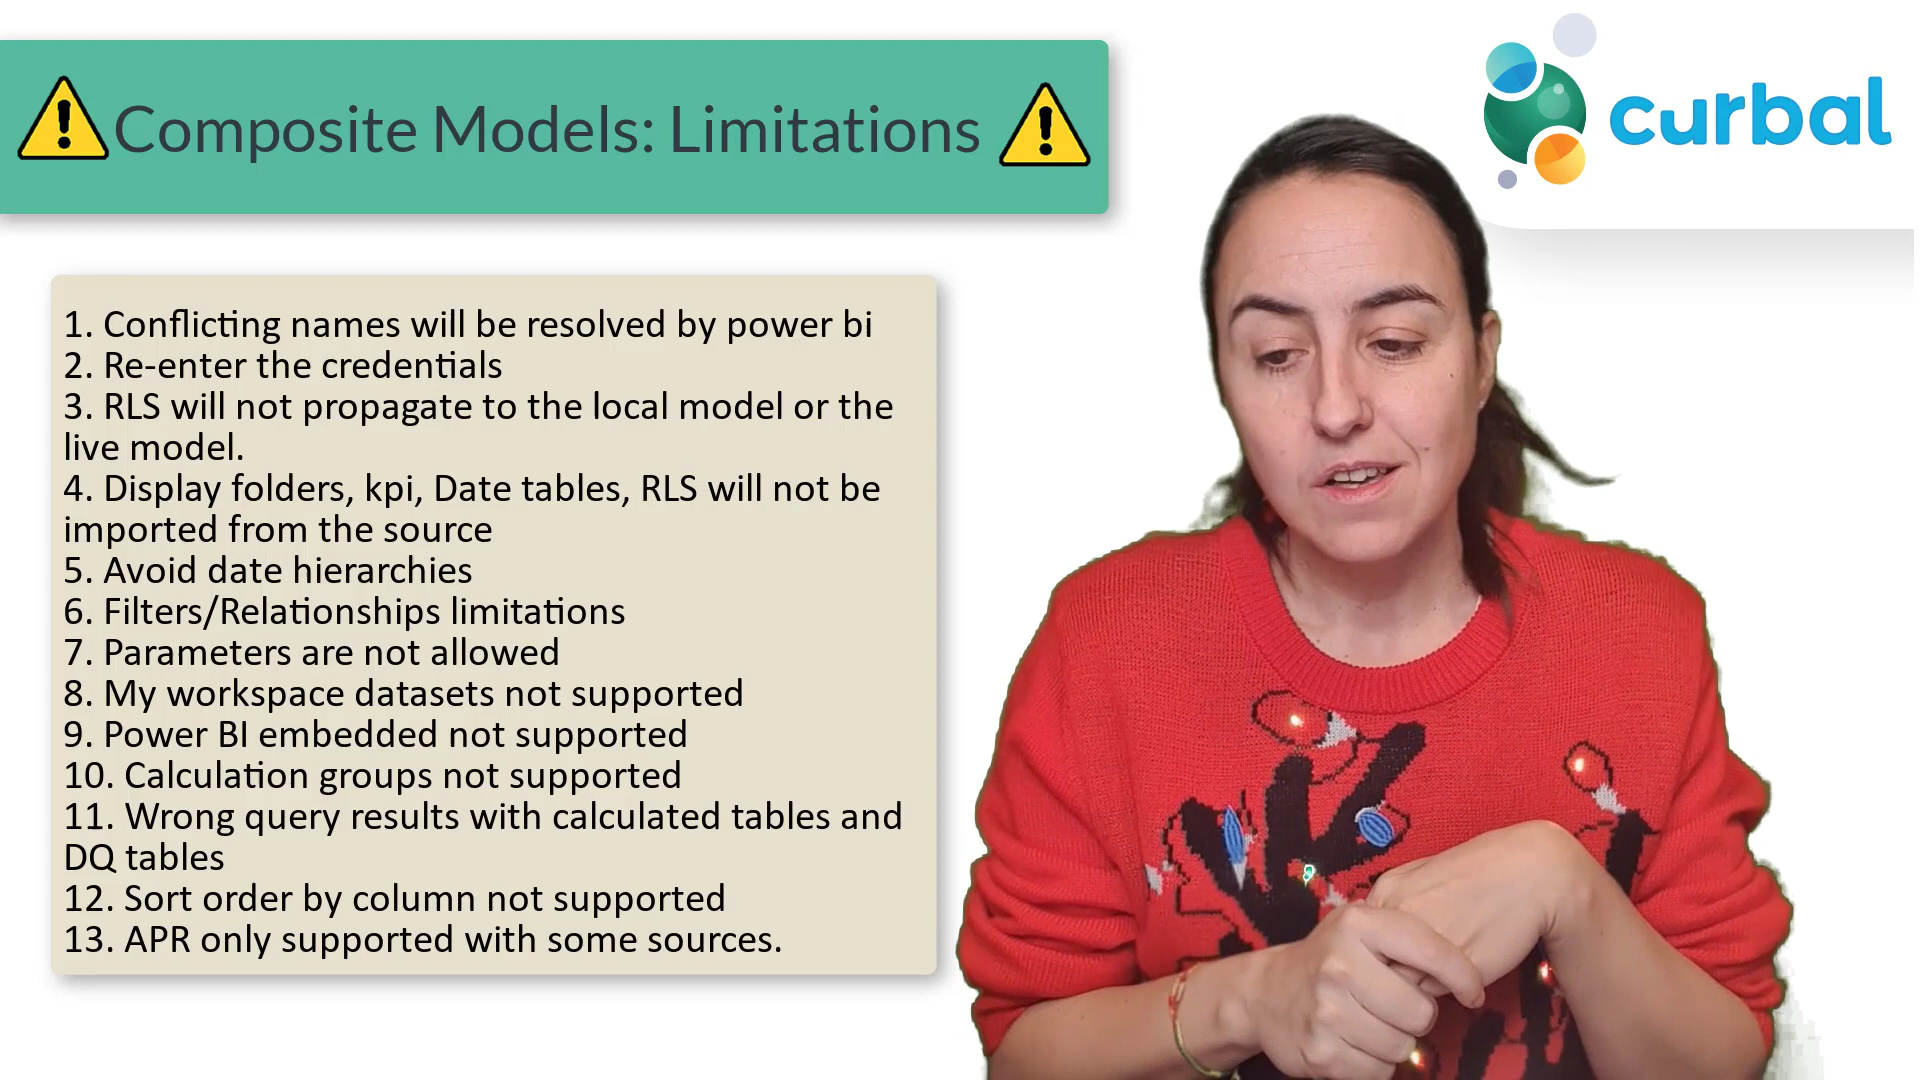 Composite Models: Limitations
curbal
1. Conflicting names will be resolved by power bi
2. Re-enter the credentials
3. RLS will not propagate to the local model or the
live model.
4. Display folders, kpi, Date tables, RLS will not be
imported from the source
5. Avoid date hierarchies
6. Filters/Relationships limitations
7. Parameters are not allowed
8. My workspace datasets not supported
9. Power BI embedded not supported
10. Calculation groups not supported
11. Wrong query results with calculated tables and
DQ tables
12. Sort order by column not supported
13. APR only supported with some sources.